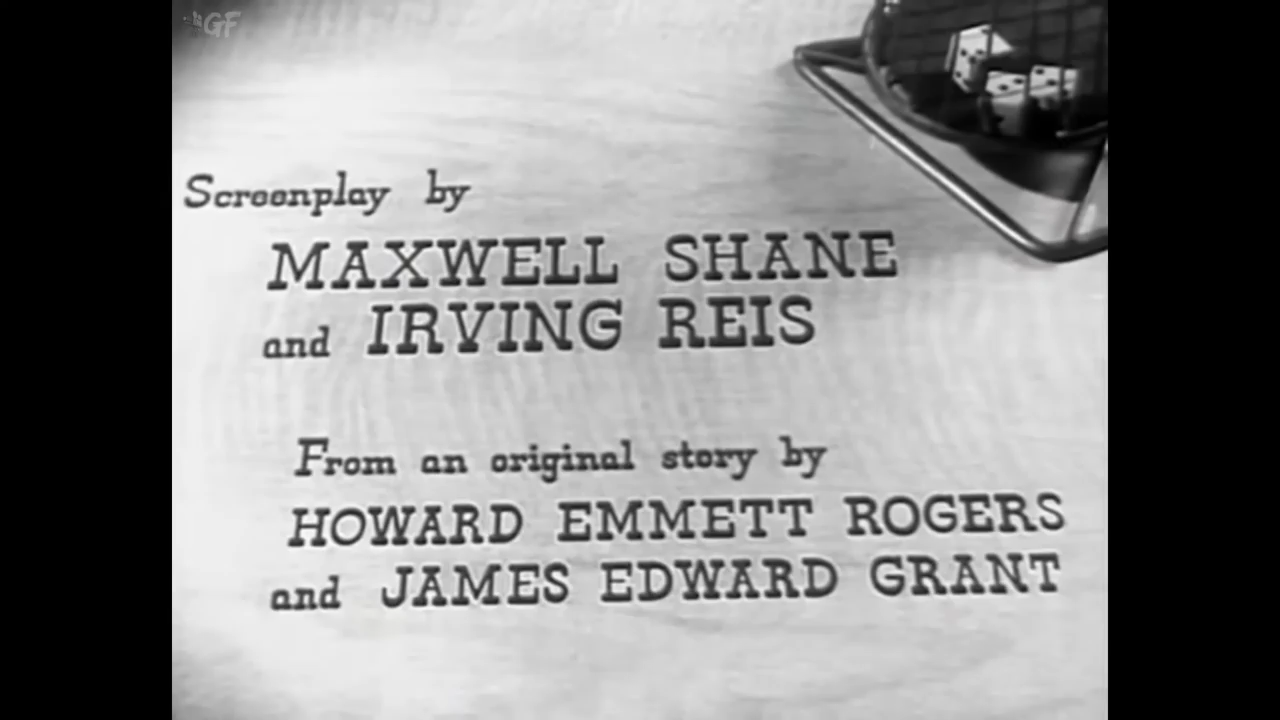 GF
Screenplay by
MAXWELL SHANE
and IRVING REIS
From an original story by
HOWARD EMMETT ROGERS
and JAMES EDWARD GRANT